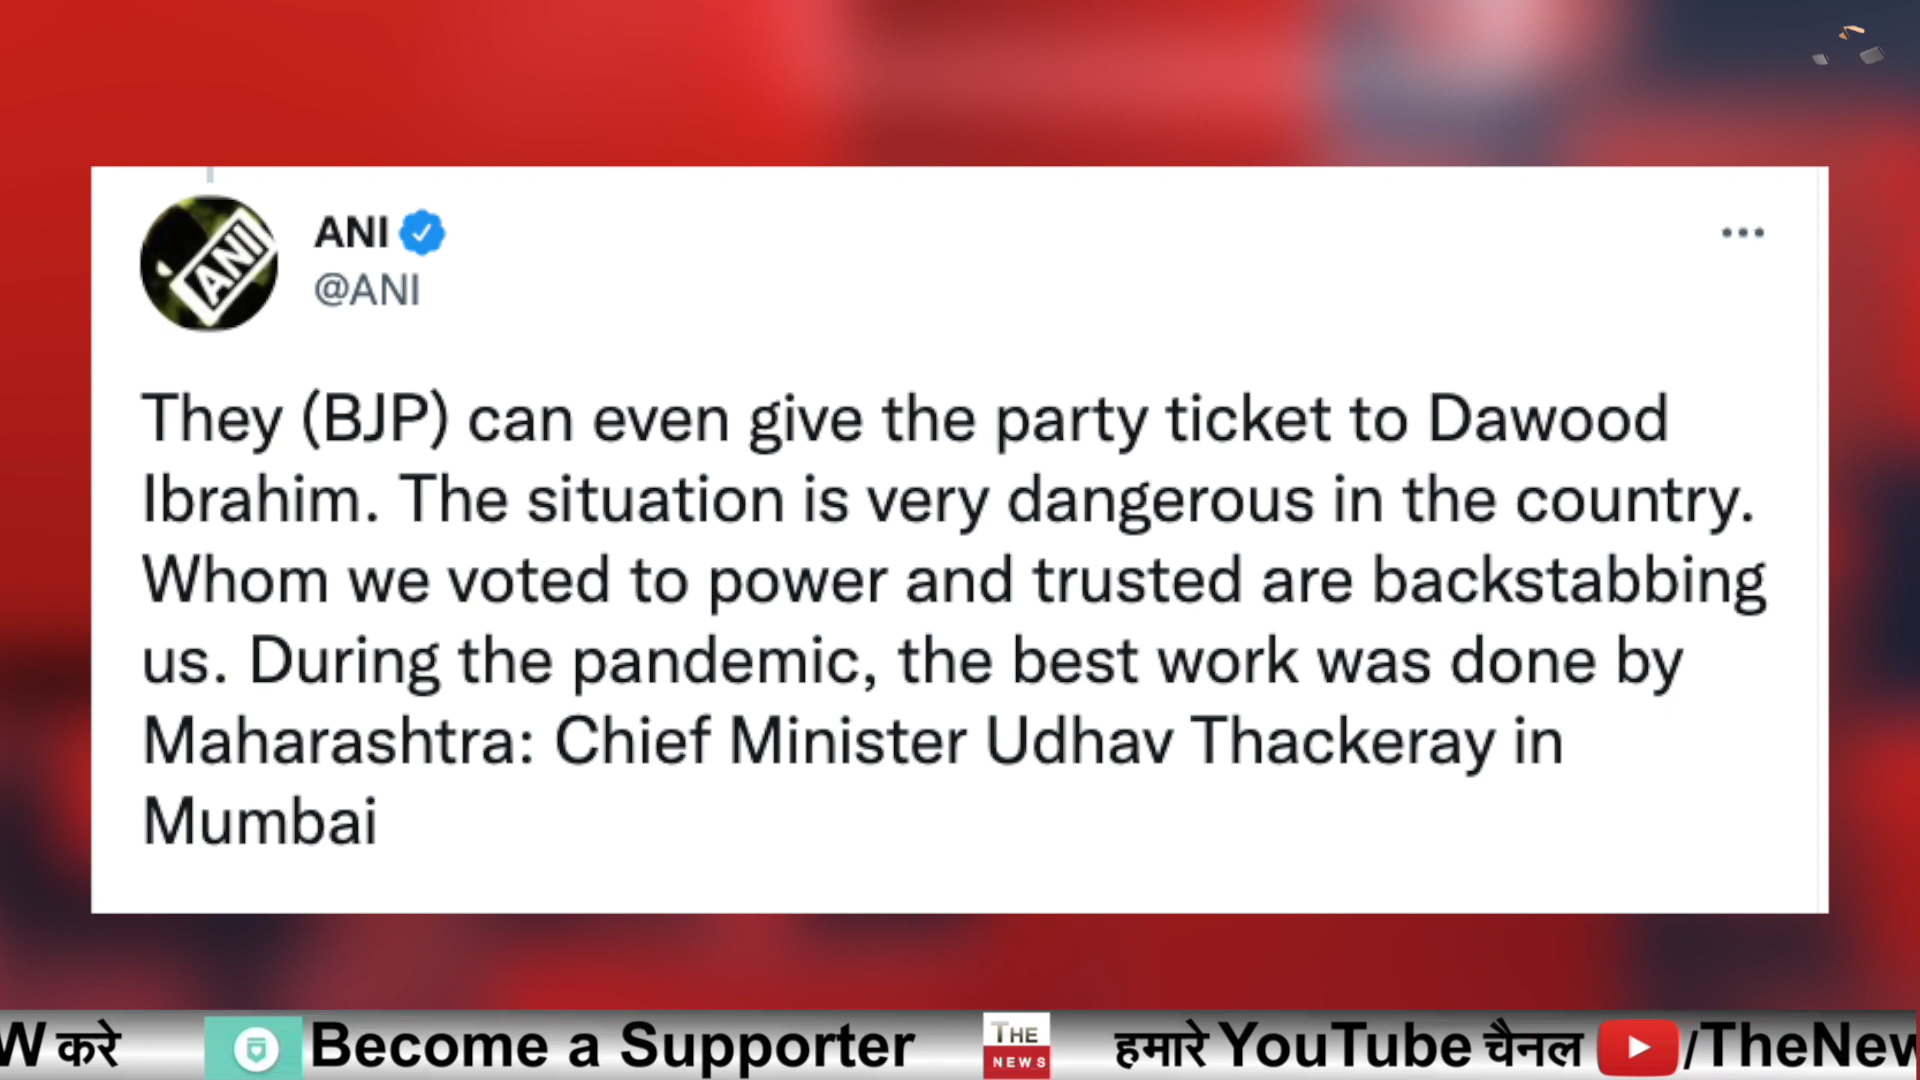 ANI
ANI
@ANI
They (BJP) can even give the party ticket to Dawood
Ibrahim. The situation is very dangerous in the country.
Whom we voted to power and trusted are backstabbing
us. During the pandemic, the best work was done by
Maharashtra: Chief Minister Udhav Thackeray in
Mumbai
W करे Become a Supporter THE NEWS हमारे YouTube चैनल /TheNew